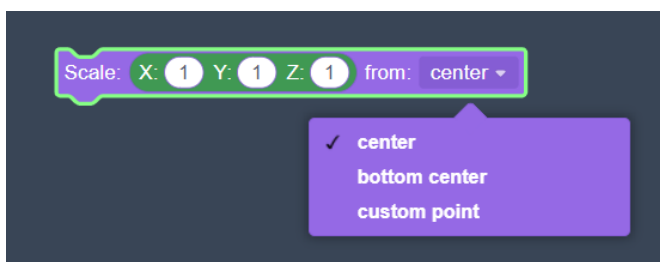 Scale: X: 1 Y: 1 Z: 1 from: center
center
bottom center
custom point